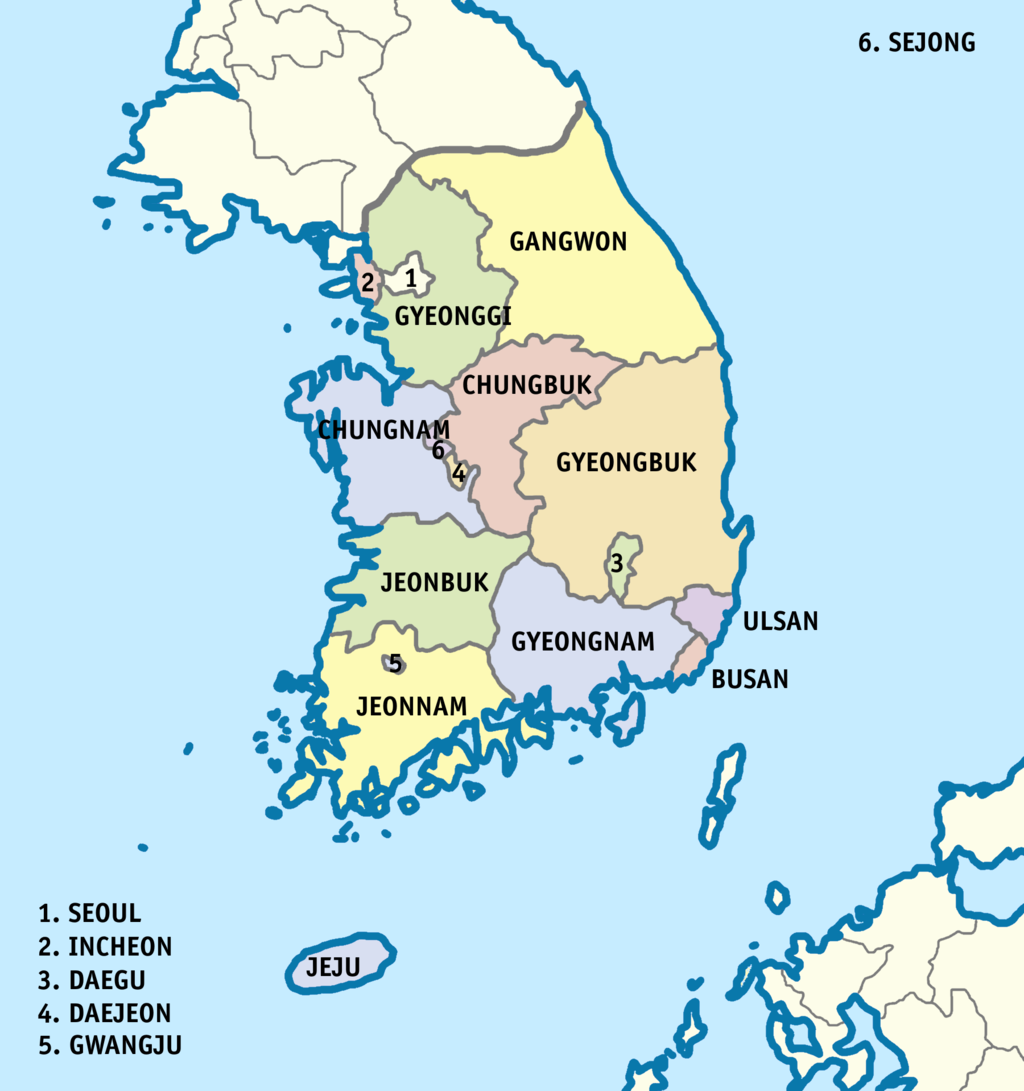 6. SEJONG
GANGWON
1
2
GYEONGGI
CHUNGBUK
CHUNGNAM
6
4
GYEONGBUK
3
JEONBUK
ULSAN
GYEONGNAM
5
BUSAN
JEONNAM
1. SEOUL
2. INCHEON
3. DAEGU
4. DAEJEON
5. GWANGJU
JEJU